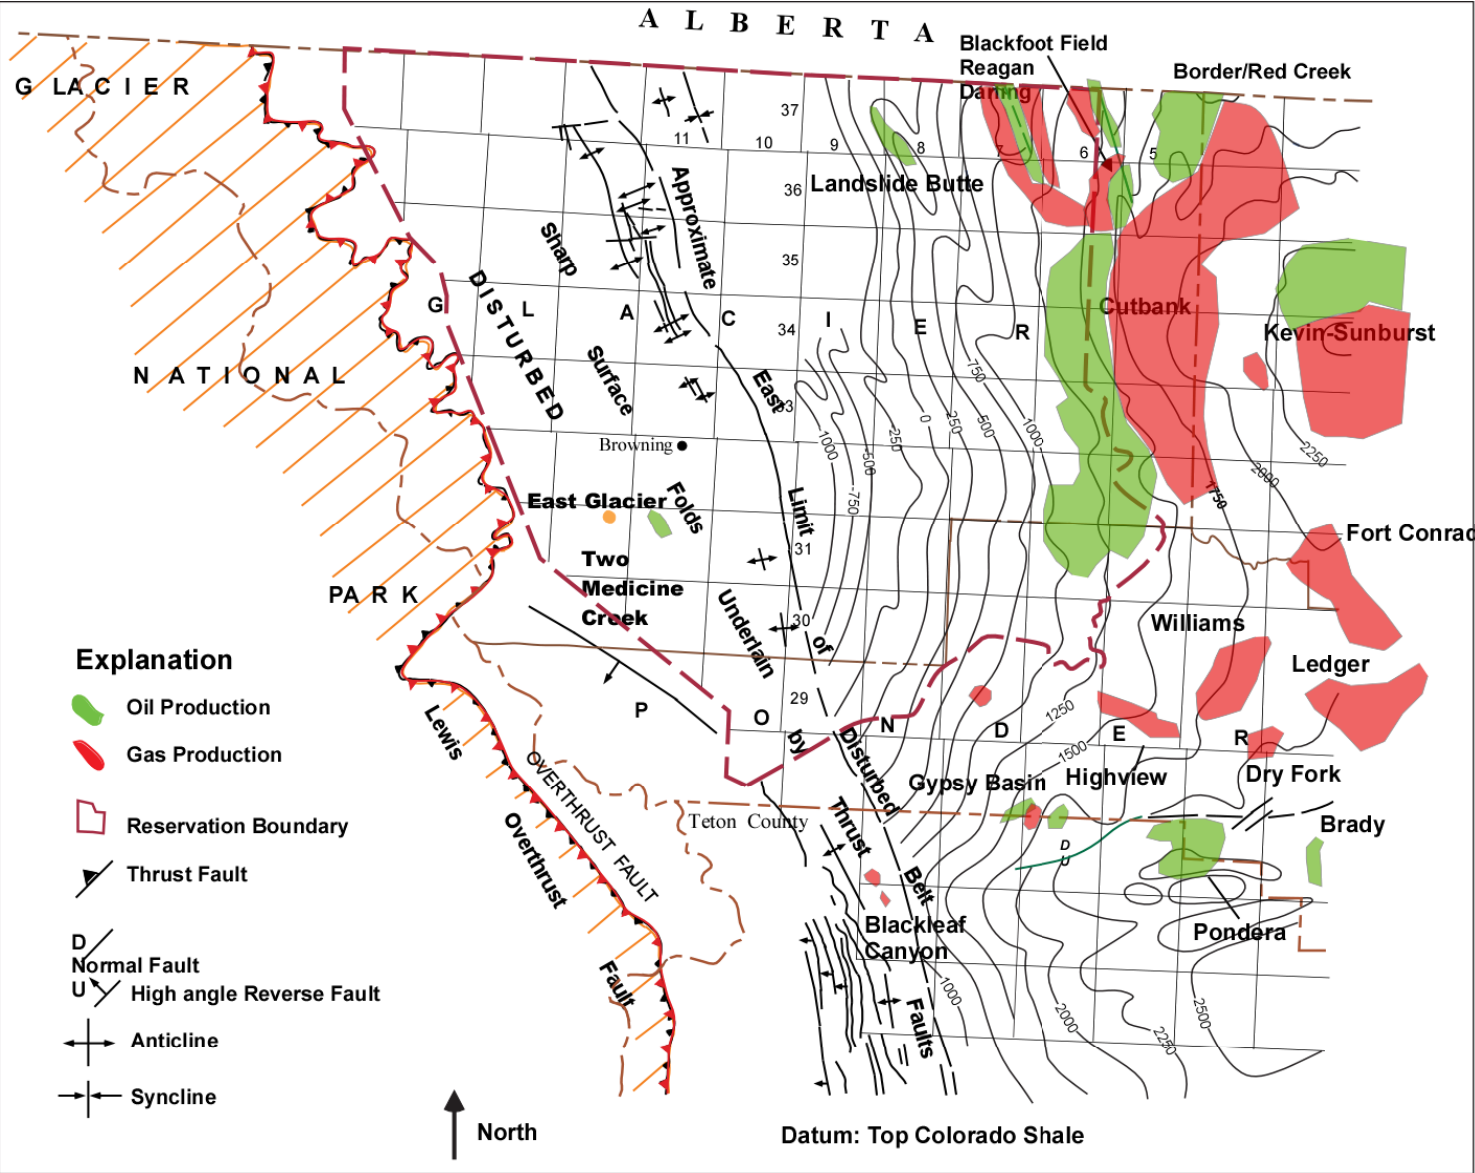 A L B E R T A
Blackfoot Field
Reagan
Darling
Border/Red Creek
G L A C I E R
37
11
10
9
8
7
6
5
36
Landslide Butte
Approximate
Sharp
35
DISTURBED
G L A C I E R
Cutbank
34
Kevin-Sunburst
N A T I O N A L
Surface
East
33
750
1000
500
750
250
0
250
500
1000
2250
2000
1750
Browning
East Glacier
Folds
Limit
Fort Conrad
31
Two
Medicine
Creek
PARK
Underlain
30
of
Williams
Ledger
29
P O N D E R
by
1250
1500
Disturbed
Gypsy Basin
Highview
Dry Fork
Lewis
OVERTHRUST FAULT
Overthrust
Fault
Teton County
Thrust
Belt
Faults
D
U
Brady
Blackleaf
Canyon
Pondera
1000
2000
2250
2500
Explanation
Oil Production
Gas Production
Reservation Boundary
Thrust Fault
D
Normal Fault
U
High angle Reverse Fault
Anticline
Syncline
North
Datum: Top Colorado Shale